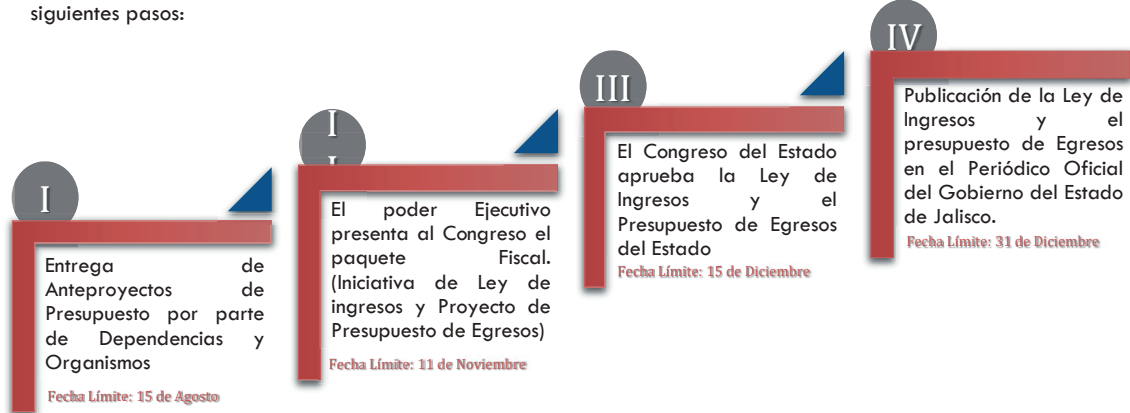 siguientes pasos:
I
Entrega de
Anteproyectos de
Presupuesto por parte
de Dependencias y
Organismos
Fecha Límite: 15 de Agosto
I
I
El poder Ejecutivo
presenta al Congreso el
paquete Fiscal.
(Iniciativa de Ley de
ingresos y Proyecto de
Presupuesto de Egresos)
Fecha Límite: 11 de Noviembre
III
El Congreso del Estado
aprueba la Ley de
Ingresos y el
Presupuesto de Egresos
del Estado
Fecha Límite: 15 de Diciembre
IV
Publicación de la Ley de
Ingresos y el
presupuesto de Egresos
en el Periódico Oficial
del Gobierno del Estado
de Jalisco.
Fecha Límite: 31 de Diciembre